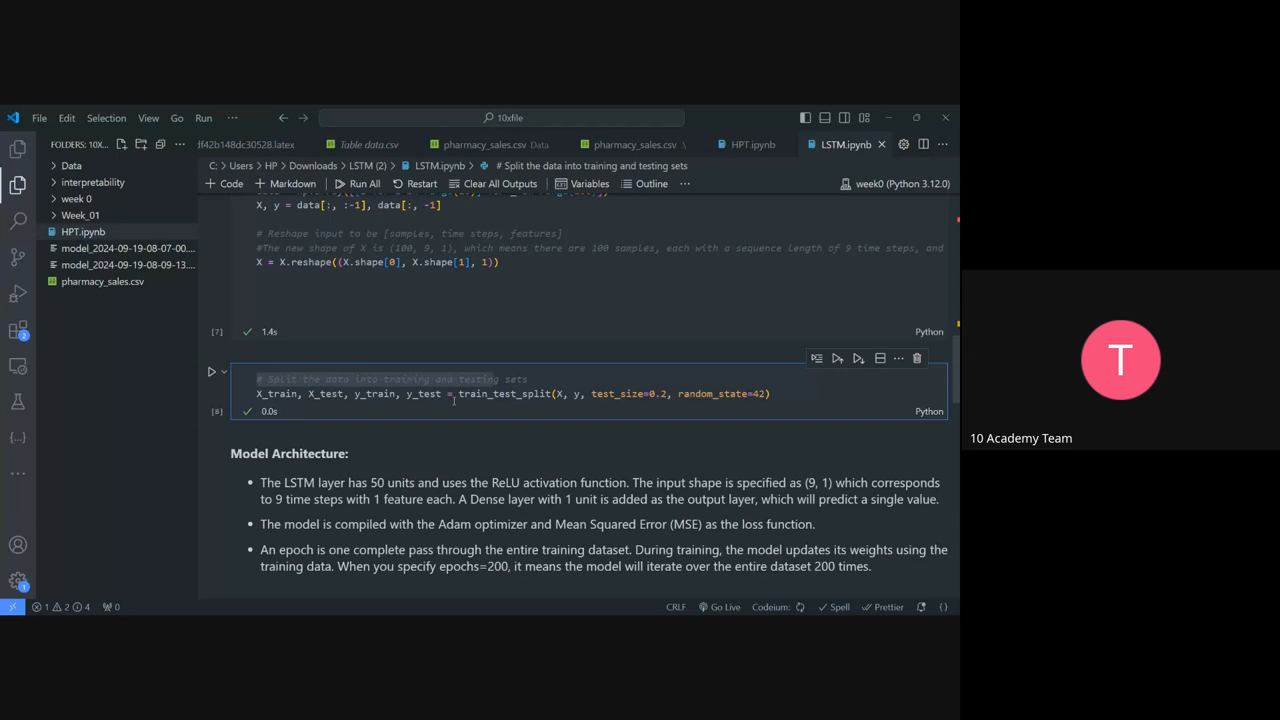 File Edit Selection View Go Run ··· 10xfile
FOLDERS: 10X... ff42b148dc30528.latex Table data.csv pharmacy_sales.csv Data pharmacy_sales.csv HPT.ipynb LSTM.ipynb
C: > Users > HP > Downloads > LSTM (2) > LSTM.ipynb > # Split the data into training and testing sets
+ Code + Markdown Run All Restart Clear All Outputs Variables Outline ··· week0 (Python 3.12.0)
Data
interpretability
week 0
Week_01
HPT.ipynb
model_2024-09-19-08-07-00....
model_2024-09-19-08-09-13....
pharmacy_sales.csv
X, y = data[:, :-1], data[:, -1]
# Reshape input to be [samples, time steps, features]
#The new shape of X is (100, 9, 1), which means there are 100 samples, each with a sequence length of 9 time steps, and
X = X.reshape((X.shape[0], X.shape[1], 1))
[7] 1.4s Python
# Split the data into training and testing sets
X_train, X_test, y_train, y_test = train_test_split(X, y, test_size=0.2, random_state=42)
[8] 0.0s Python
Model Architecture:
• The LSTM layer has 50 units and uses the ReLU activation function. The input shape is specified as (9, 1) which corresponds
to 9 time steps with 1 feature each. A Dense layer with 1 unit is added as the output layer, which will predict a single value.
• The model is compiled with the Adam optimizer and Mean Squared Error (MSE) as the loss function.
• An epoch is one complete pass through the entire training dataset. During training, the model updates its weights using the
training data. When you specify epochs=200, it means the model will iterate over the entire dataset 200 times.
2
1
1 2 4 0 CRLF Go Live Codeium: Spell Prettier {}
T
10 Academy Team